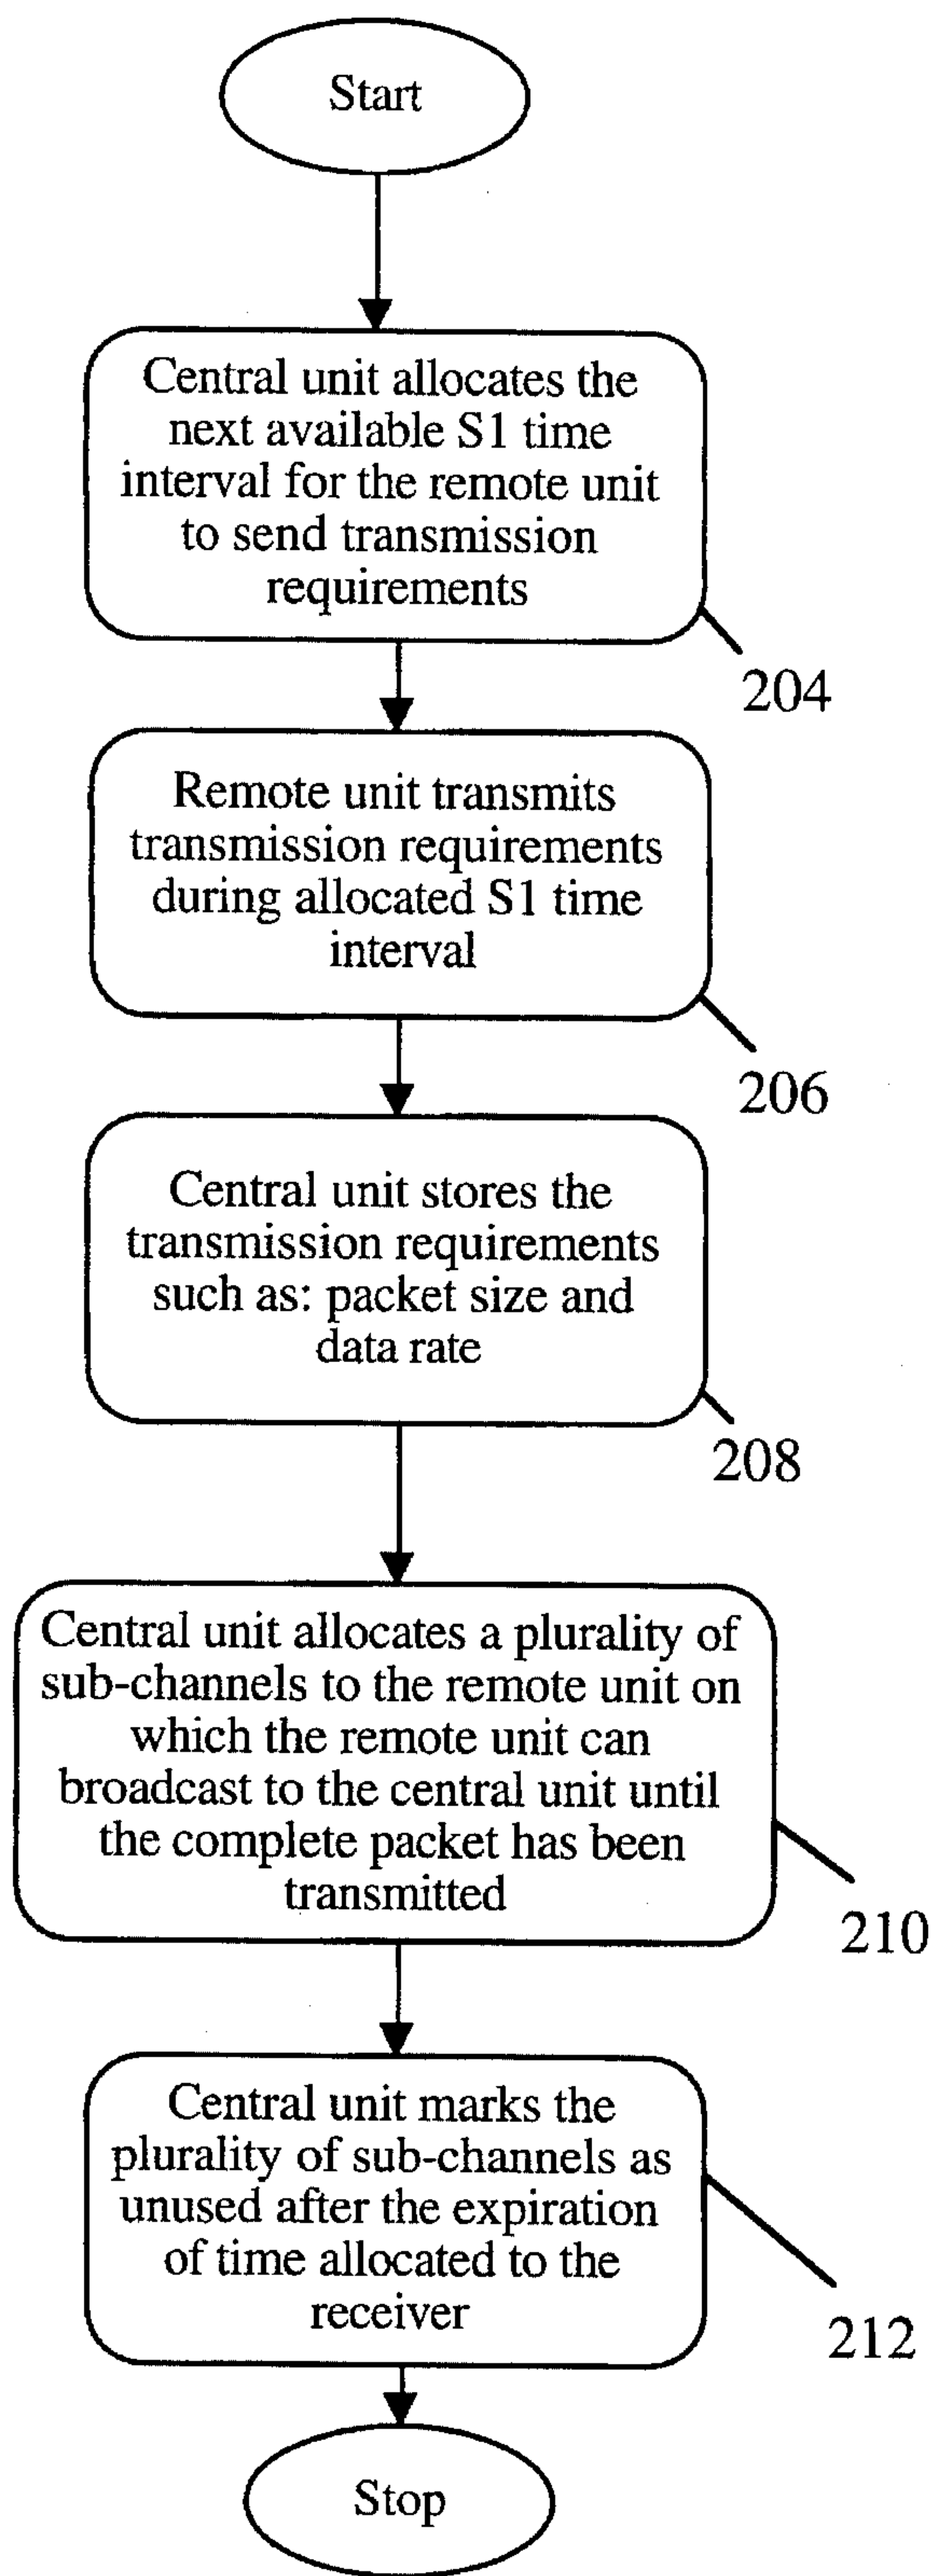 Start
Central unit allocates the
next available S1 time
interval for the remote unit
to send transmission
requirements
204
Remote unit transmits
transmission requirements
during allocated S1 time
interval
206
Central unit stores the
transmission requirements
such as: packet size and
data rate
208
Central unit allocates a plurality of
sub-channels to the remote unit on
which the remote unit can
broadcast to the central unit until
the complete packet has been
transmitted
210
Central unit marks the
plurality of sub-channels as
unused after the expiration
of time allocated to the
receiver
212
Stop